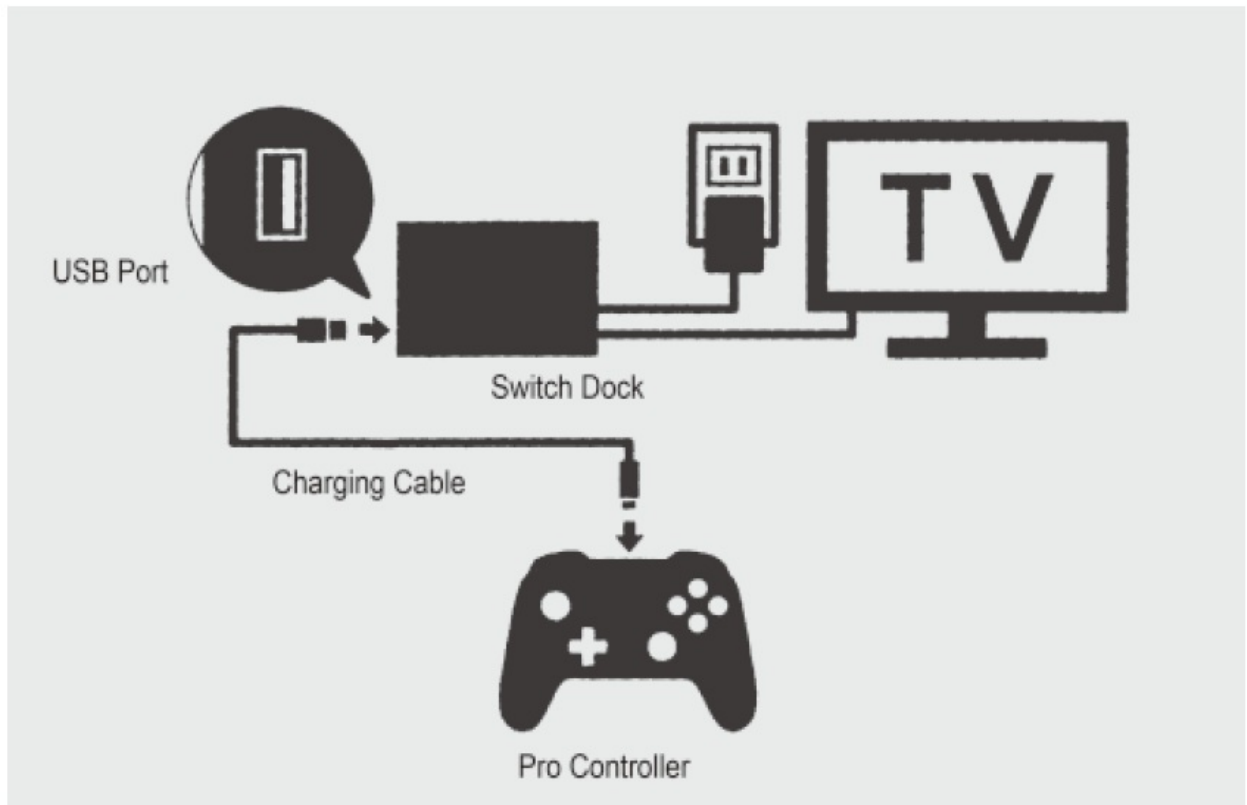 TV
USB Port
Switch Dock
Charging Cable
Pro Controller